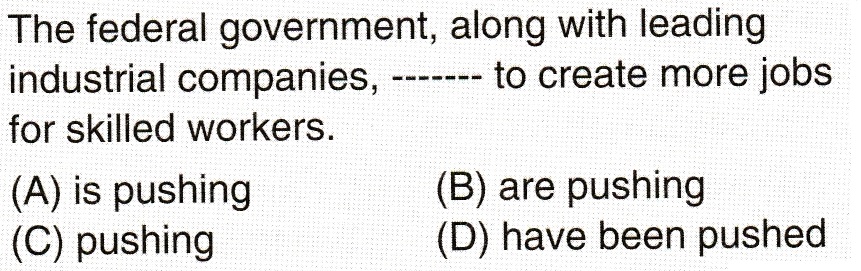 The federal government, along with leading
industrial companies, ------- to create more jobs
for skilled workers.
(A) is pushing (B) are pushing
(C) pushing (D) have been pushed